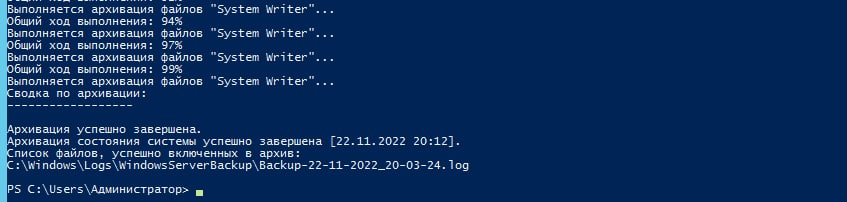 Выполняется архивация файлов "System Writer"...
Общий ход выполнения: 94%
Выполняется архивация файлов "System Writer"...
Общий ход выполнения: 97%
Выполняется архивация файлов "System Writer"...
Общий ход выполнения: 99%
Выполняется архивация файлов "System Writer"...
Сводка по архивации:
------------------
Архивация успешно завершена.
Архивация состояния системы успешно завершена [22.11.2022 20:12].
Список файлов, успешно включенных в архив:
C:\Windows\Logs\WindowsServerBackup\Backup-22-11-2022_20-03-24.log
PS C:\Users\Администратор>